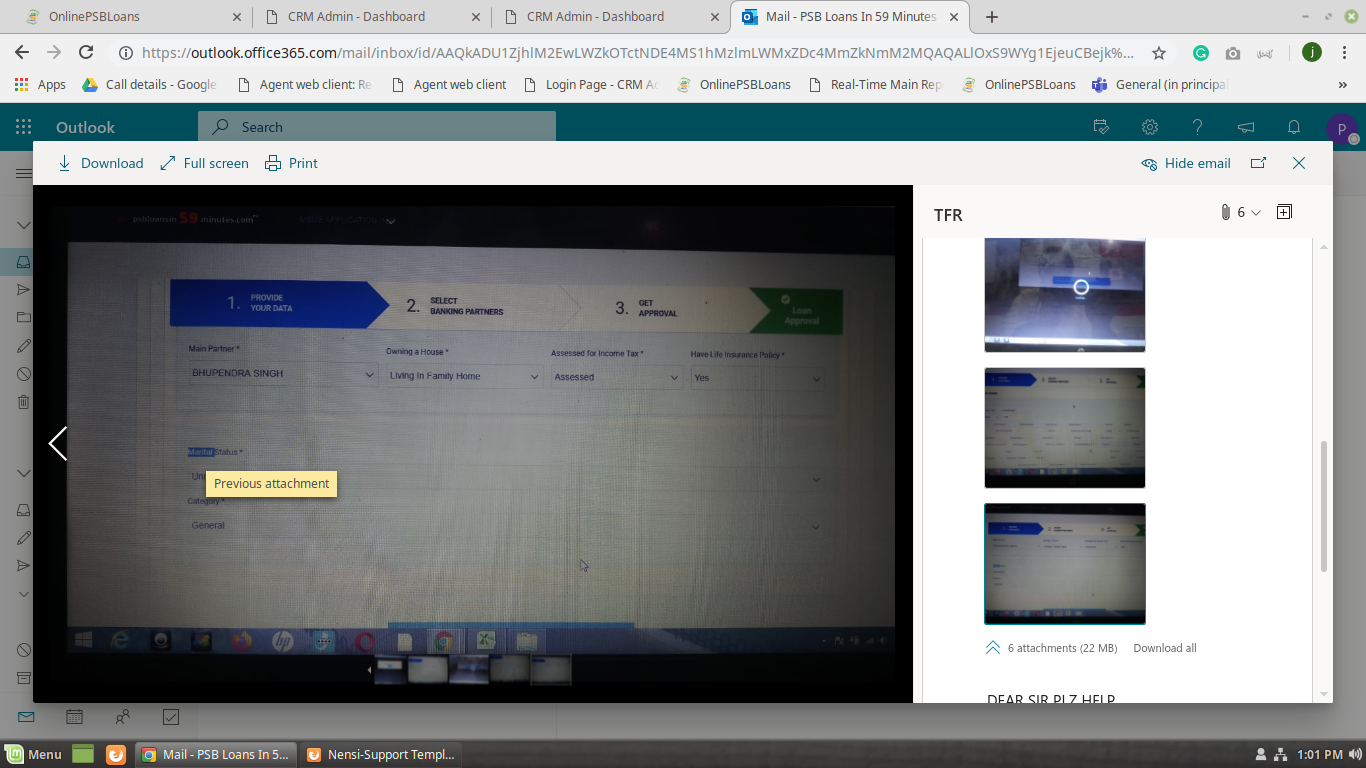 OnlinePSBLoans
CRM Admin - Dashboard
CRM Admin - Dashboard
Mail - PSB Loans In 59 Minutes
https://outlook.office365.com/mail/inbox/id/AAQkADU1ZjhlM2EwLWZkOTctNDE4MS1hMzlmLWMxZDc4MmZkNmM2MQAQALlOxS9WYg1EjeuCBejk%...
j
Apps
Call details - Google
Agent web client: Re
Agent web client
Login Page - CRM Ac
OnlinePSBLoans
Real-Time Main Rep
OnlinePSBLoans
General (in principa
»
Outlook
Search
P
Download
Full screen
Print
Hide email
psbloansin 59 minutes.com
TFR
6
1. PROVIDE YOUR DATA
2. SELECT BANKING PARTNERS
3. GET APPROVAL
Loan Approval
Main Partner *
Owning a House *
Assessed for Income Tax *
Have Life Insurance Policy *
BHUPENDRA SINGH
Living In Family Home
Assessed
Yes
Marital Status *
Previous attachment
Category *
General
6 attachments (22 MB)
Download all
DEAR SIR PLZ HELP
Menu
Mail - PSB Loans In 5...
Nensi-Support Templ...
1:01 PM